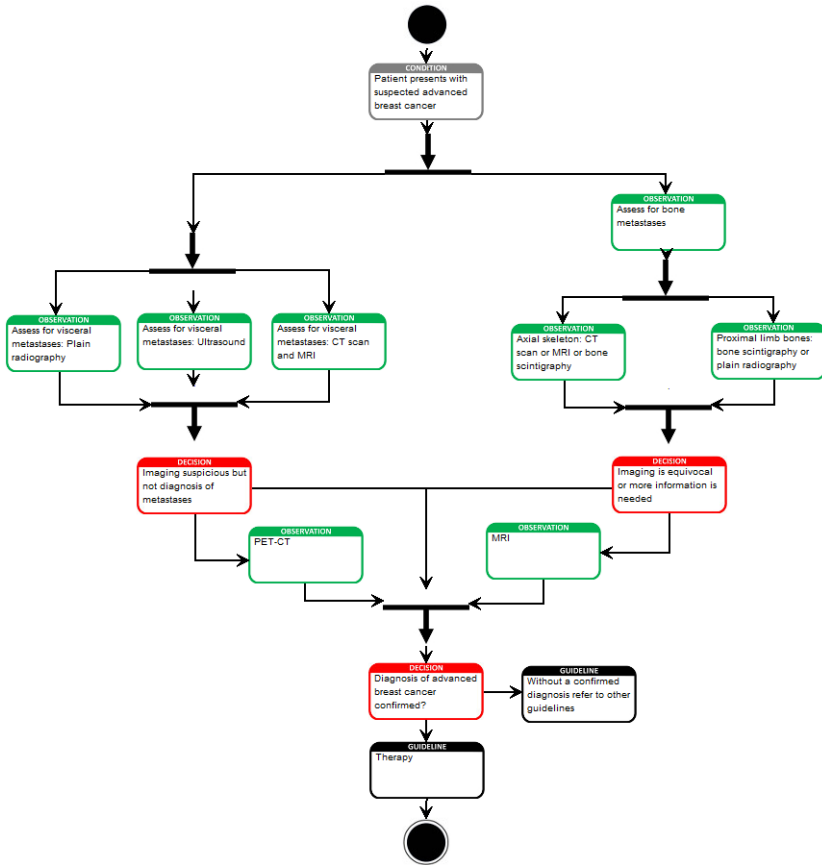 CONDITION
Patient presents with
suspected advanced
breast cancer
OBSERVATION
Assess for bone
metastases
OBSERVATION
Assess for visceral
metastases: Plain
radiography
OBSERVATION
Assess for visceral
metastases: Ultrasound
OBSERVATION
Assess for visceral
metastases: CT scan
and MRI
OBSERVATION
Axial skeleton: CT
scan or MRI or bone
scintigraphy
OBSERVATION
Proximal limb bones:
bone scintigraphy or
plain radiography
DECISION
Imaging suspicious but
not diagnosis of
metastases
DECISION
Imaging is equivocal
or more information is
needed
OBSERVATION
PET-CT
OBSERVATION
MRI
DECISION
Diagnosis of advanced
breast cancer
confirmed?
GUIDELINE
Without a confirmed
diagnosis refer to other
guidelines
GUIDELINE
Therapy